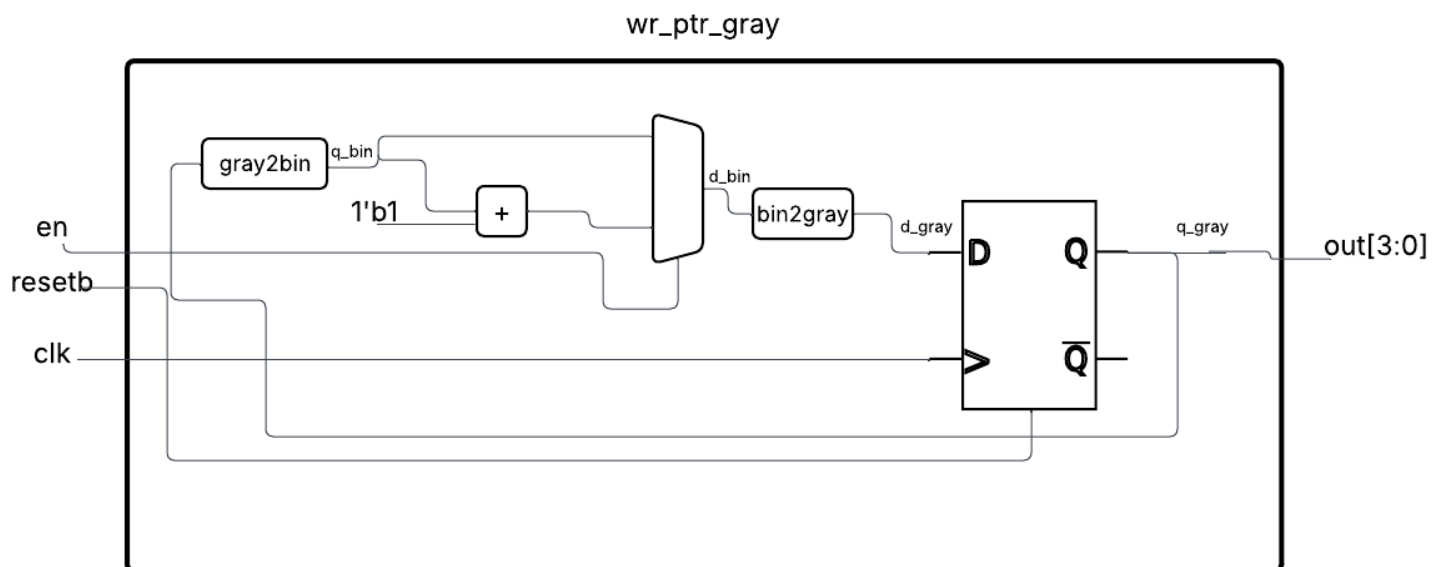 wr_ptr_gray
gray2bin
q_bin
1'b1
+
d_bin
bin2gray
d_gray
q_gray
en
resetb
clk
D
Q
Q̅
out[3:0]